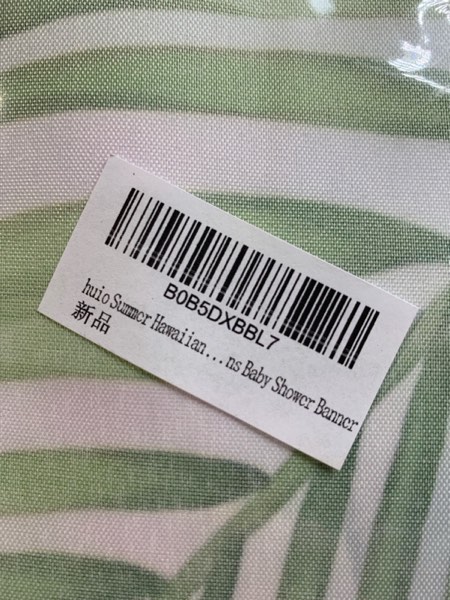 B0B5DXBBL7
huio Summer Hawaiian...ns Baby Shower Banner
新品